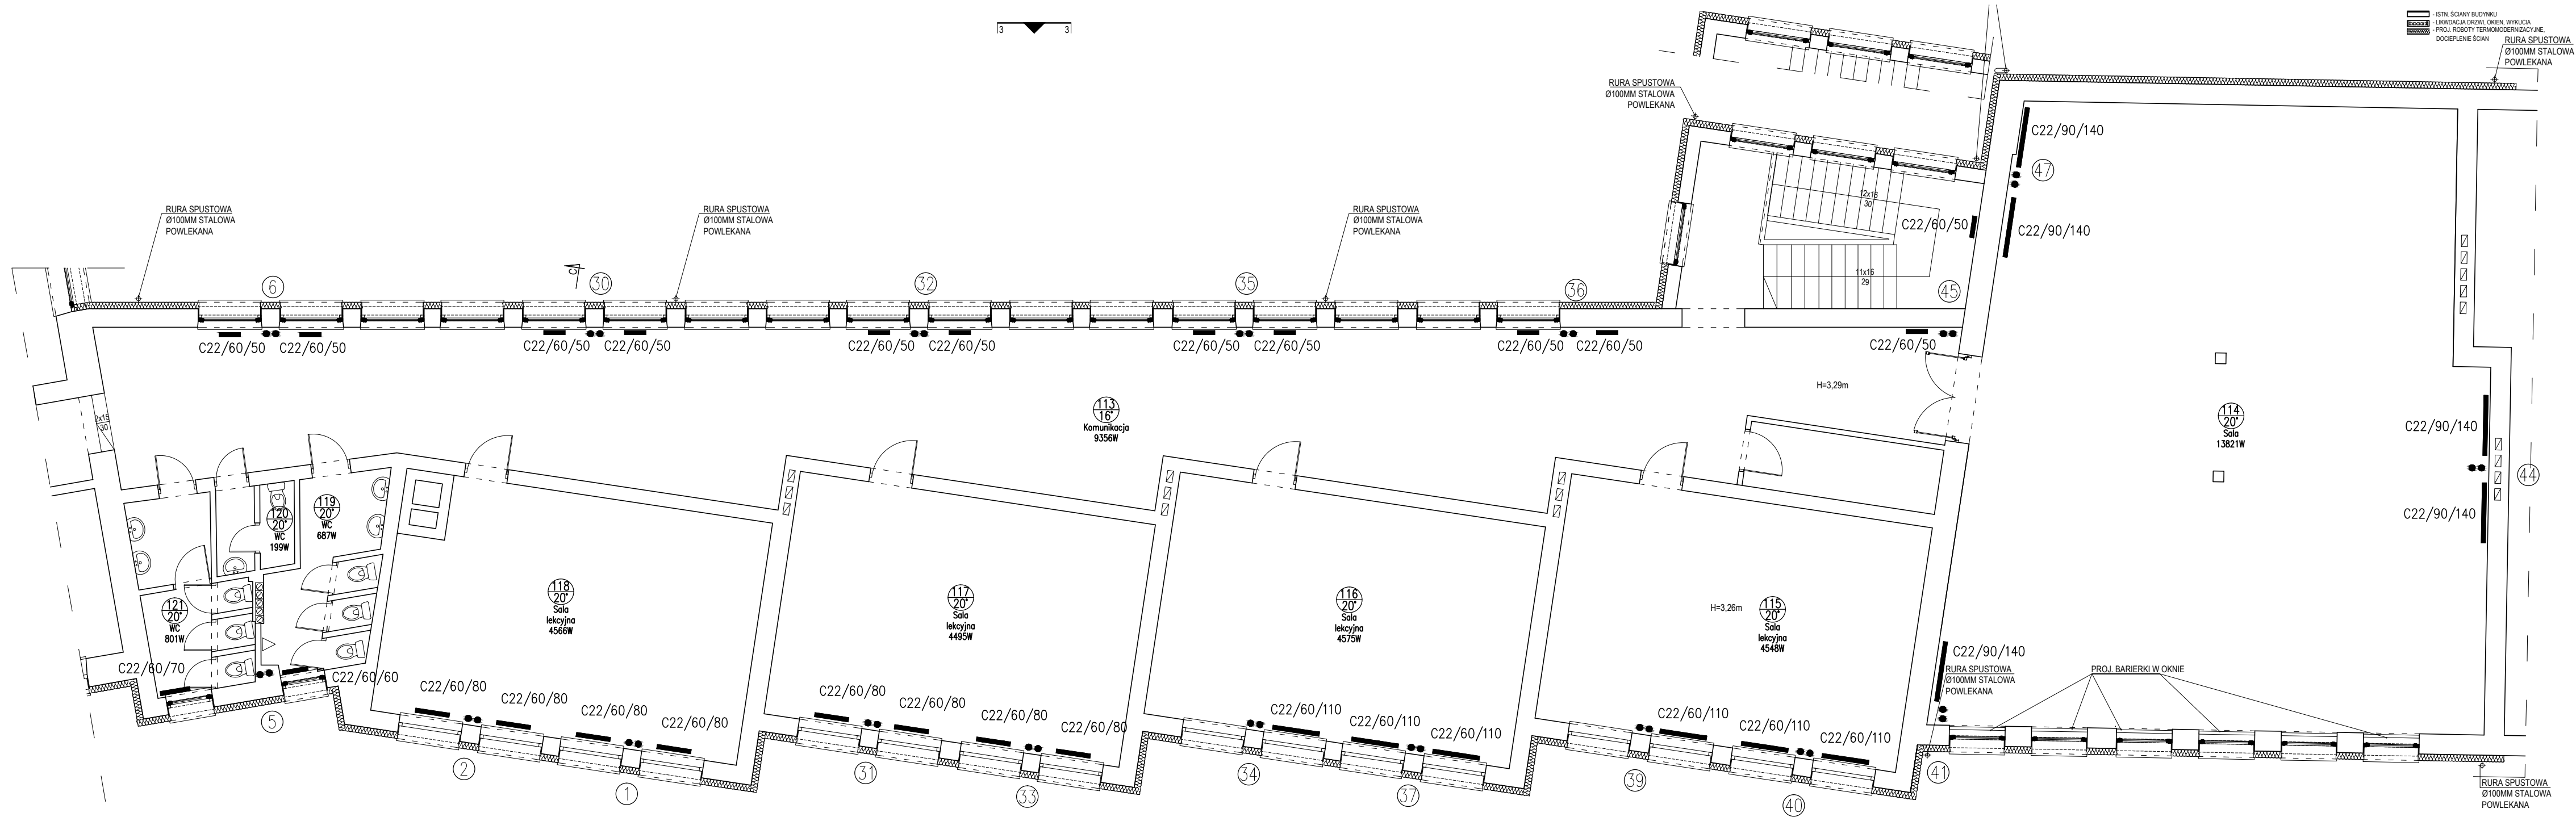 3 3
- ISTN. ŚCIANY BUDYNKU
- LIKWDACJA DRZWI, OKIEN, WYKUCIA
- PROJ. ROBOTY TERMOMODERNIZACYJNE,
DOCIEPLENIE ŚCIAN
RURA SPUSTOWA
Ø100MM STALOWA
POWLEKANA
RURA SPUSTOWA
Ø100MM STALOWA
POWLEKANA
C22/90/140
47
C22/90/140
12x16
30
C22/60/50
11x16
29
45
RURA SPUSTOWA
Ø100MM STALOWA
POWLEKANA
RURA SPUSTOWA
Ø100MM STALOWA
POWLEKANA
RURA SPUSTOWA
Ø100MM STALOWA
POWLEKANA
C
6
30
32
35
36
C22/60/50
C22/60/50
C22/60/50
C22/60/50
C22/60/50
C22/60/50
C22/60/50
C22/60/50
C22/60/50
C22/60/50
C22/60/50
H=3,29m
2x15
30
113
16°
Komunikacja
9356W
114
20°
Sala
13821W
C22/90/140
44
C22/90/140
119
20°
WC
687W
120
20°
WC
199W
121
20°
WC
801W
118
20°
Sala
lekcyjna
4566W
117
20°
Sala
lekcyjna
4495W
116
20°
Sala
lekcyjna
4575W
H=3,26m
115
20°
Sala
lekcyjna
4548W
C22/60/70
C22/60/60
C22/60/80
C22/60/80
C22/60/80
C22/60/80
C22/60/80
C22/60/80
C22/60/80
C22/60/80
C22/60/110
C22/60/110
C22/60/110
C22/60/110
C22/60/110
C22/60/110
C22/90/140
RURA SPUSTOWA
Ø100MM STALOWA
POWLEKANA
PROJ. BARIERKI W OKNIE
5
2
1
31
33
34
37
39
40
41
RURA SPUSTOWA
Ø100MM STALOWA
POWLEKANA